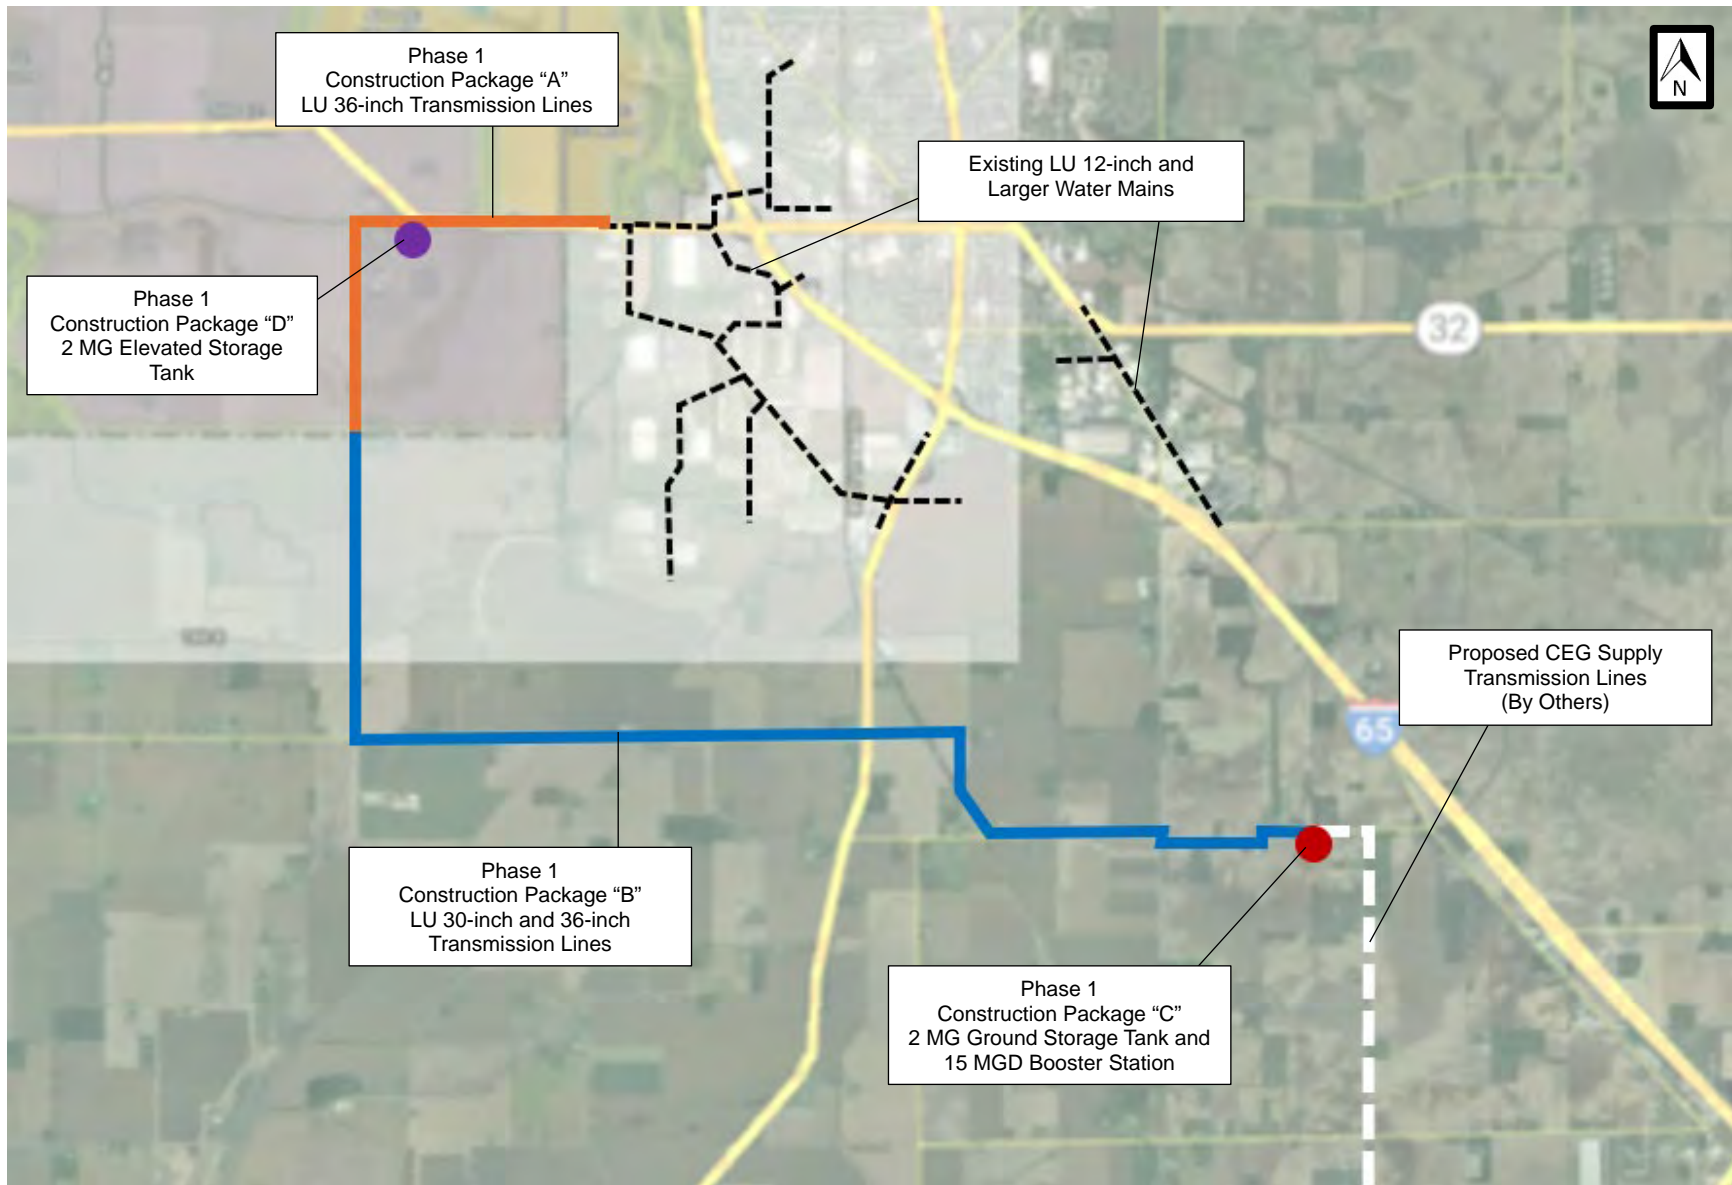 Phase 1
Construction Package “A”
LU 36-inch Transmission Lines
N
Existing LU 12-inch and
Larger Water Mains
Phase 1
Construction Package “D”
2 MG Elevated Storage
Tank
32
Proposed CEG Supply
Transmission Lines
(By Others)
65
Phase 1
Construction Package “B”
LU 30-inch and 36-inch
Transmission Lines
Phase 1
Construction Package “C”
2 MG Ground Storage Tank and
15 MGD Booster Station